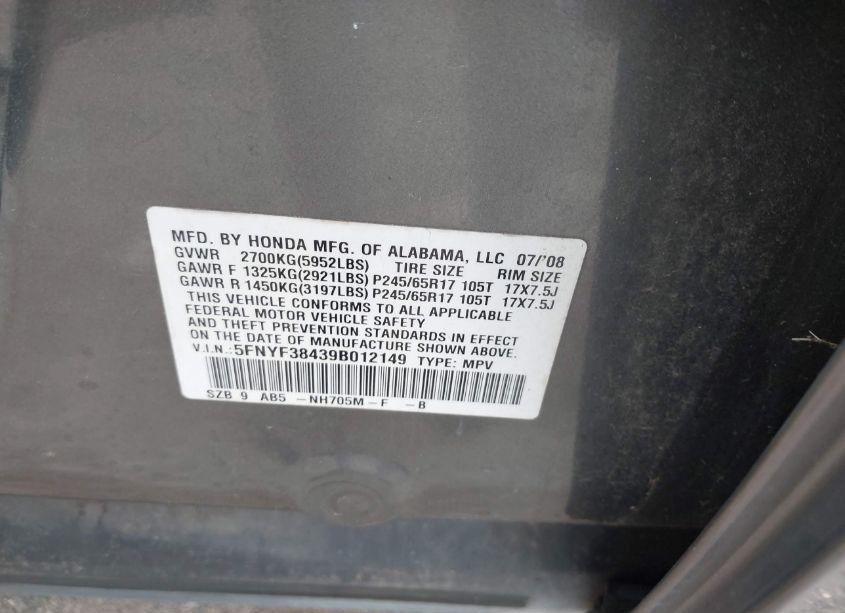 MFD. BY HONDA MFG. OF ALABAMA, LLC 07/'08
GVWR 2700KG(5952LBS) TIRE SIZE RIM SIZE
GAWR F 1325KG(2921LBS) P245/65R17 105T 17X7.5J
GAWR R 1450KG(3197LBS) P245/65R17 105T 17X7.5J
THIS VEHICLE CONFORMS TO ALL APPLICABLE
FEDERAL MOTOR VEHICLE SAFETY
AND THEFT PREVENTION STANDARDS IN EFFECT
ON THE DATE OF MANUFACTURE SHOWN ABOVE.
V.I.N.:5FNYF38439B012149 TYPE: MPV
SZB 9 AB5 -NH705M-F -B